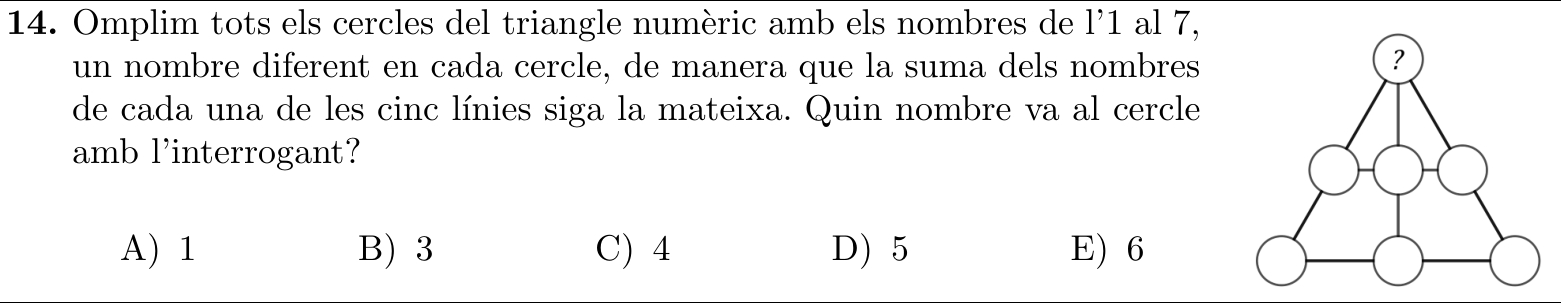 14. Omplim tots els cercles del triangle numèric amb els nombres de l’1 al 7,
un nombre diferent en cada cercle, de manera que la suma dels nombres
de cada una de les cinc línies siga la mateixa. Quin nombre va al cercle
amb l’interrogant?
A) 1 B) 3 C) 4 D) 5 E) 6
?